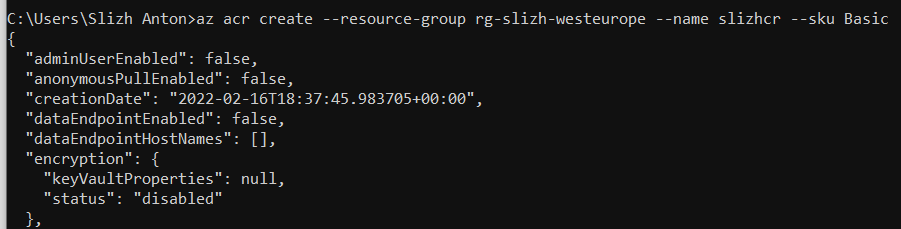 C:\Users\Slizh Anton>az acr create --resource-group rg-slizh-westeurope --name slizhcr --sku Basic
{
  "adminUserEnabled": false,
  "anonymousPullEnabled": false,
  "creationDate": "2022-02-16T18:37:45.983705+00:00",
  "dataEndpointEnabled": false,
  "dataEndpointHostNames": [],
  "encryption": {
    "keyVaultProperties": null,
    "status": "disabled"
  },